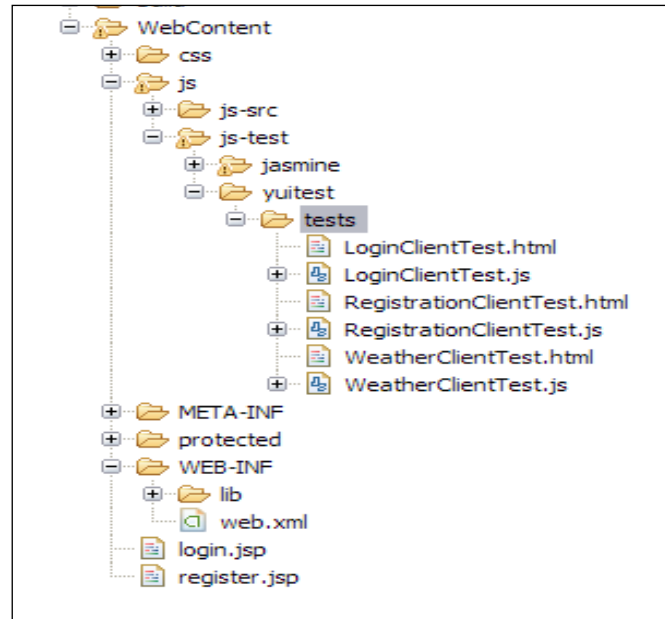 WebContent
css
js
js-src
js-test
jasmine
yuitest
tests
LoginClientTest.html
LoginClientTest.js
RegistrationClientTest.html
RegistrationClientTest.js
WeatherClientTest.html
WeatherClientTest.js
META-INF
protected
WEB-INF
lib
web.xml
login.jsp
register.jsp